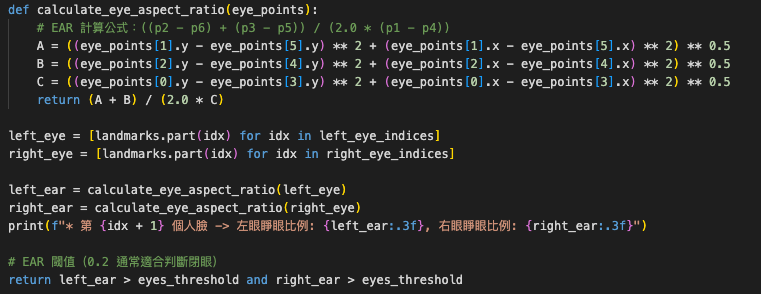 def calculate_eye_aspect_ratio(eye_points):
    # EAR 計算公式：((p2 - p6) + (p3 - p5)) / (2.0 * (p1 - p4))
    A = ((eye_points[1].y - eye_points[5].y) ** 2 + (eye_points[1].x - eye_points[5].x) ** 2) ** 0.5
    B = ((eye_points[2].y - eye_points[4].y) ** 2 + (eye_points[2].x - eye_points[4].x) ** 2) ** 0.5
    C = ((eye_points[0].y - eye_points[3].y) ** 2 + (eye_points[0].x - eye_points[3].x) ** 2) ** 0.5
    return (A + B) / (2.0 * C)

left_eye = [landmarks.part(idx) for idx in left_eye_indices]
right_eye = [landmarks.part(idx) for idx in right_eye_indices]

left_ear = calculate_eye_aspect_ratio(left_eye)
right_ear = calculate_eye_aspect_ratio(right_eye)
print(f"* 第 {idx + 1} 個人臉 -> 左眼睜眼比例: {left_ear:.3f}, 右眼睜眼比例: {right_ear:.3f}")

# EAR 閾值（0.2 通常適合判斷閉眼）
return left_ear > eyes_threshold and right_ear > eyes_threshold